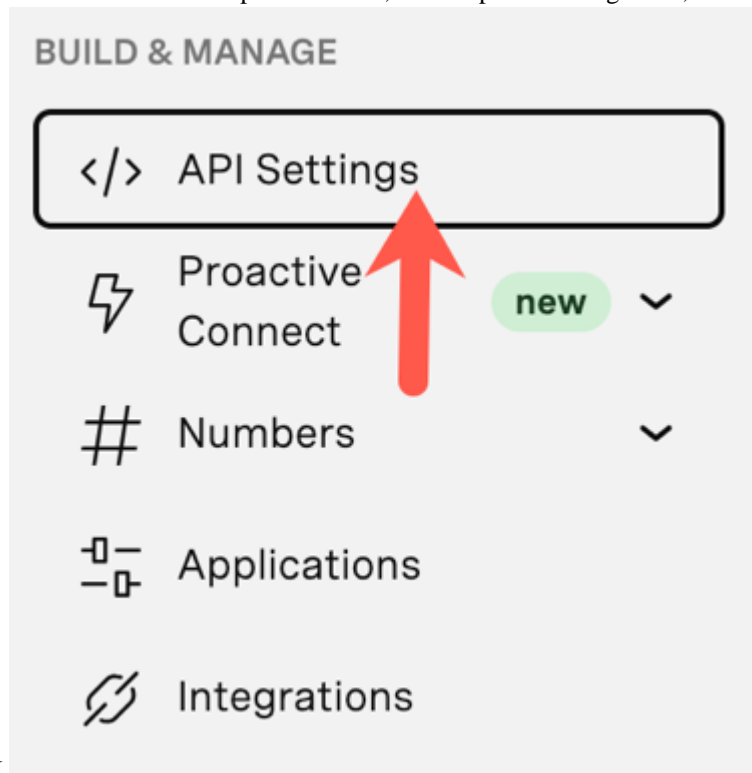 BUILD & MANAGE
</> API Settings
Proactive
Connect
new
Numbers
Applications
Integrations